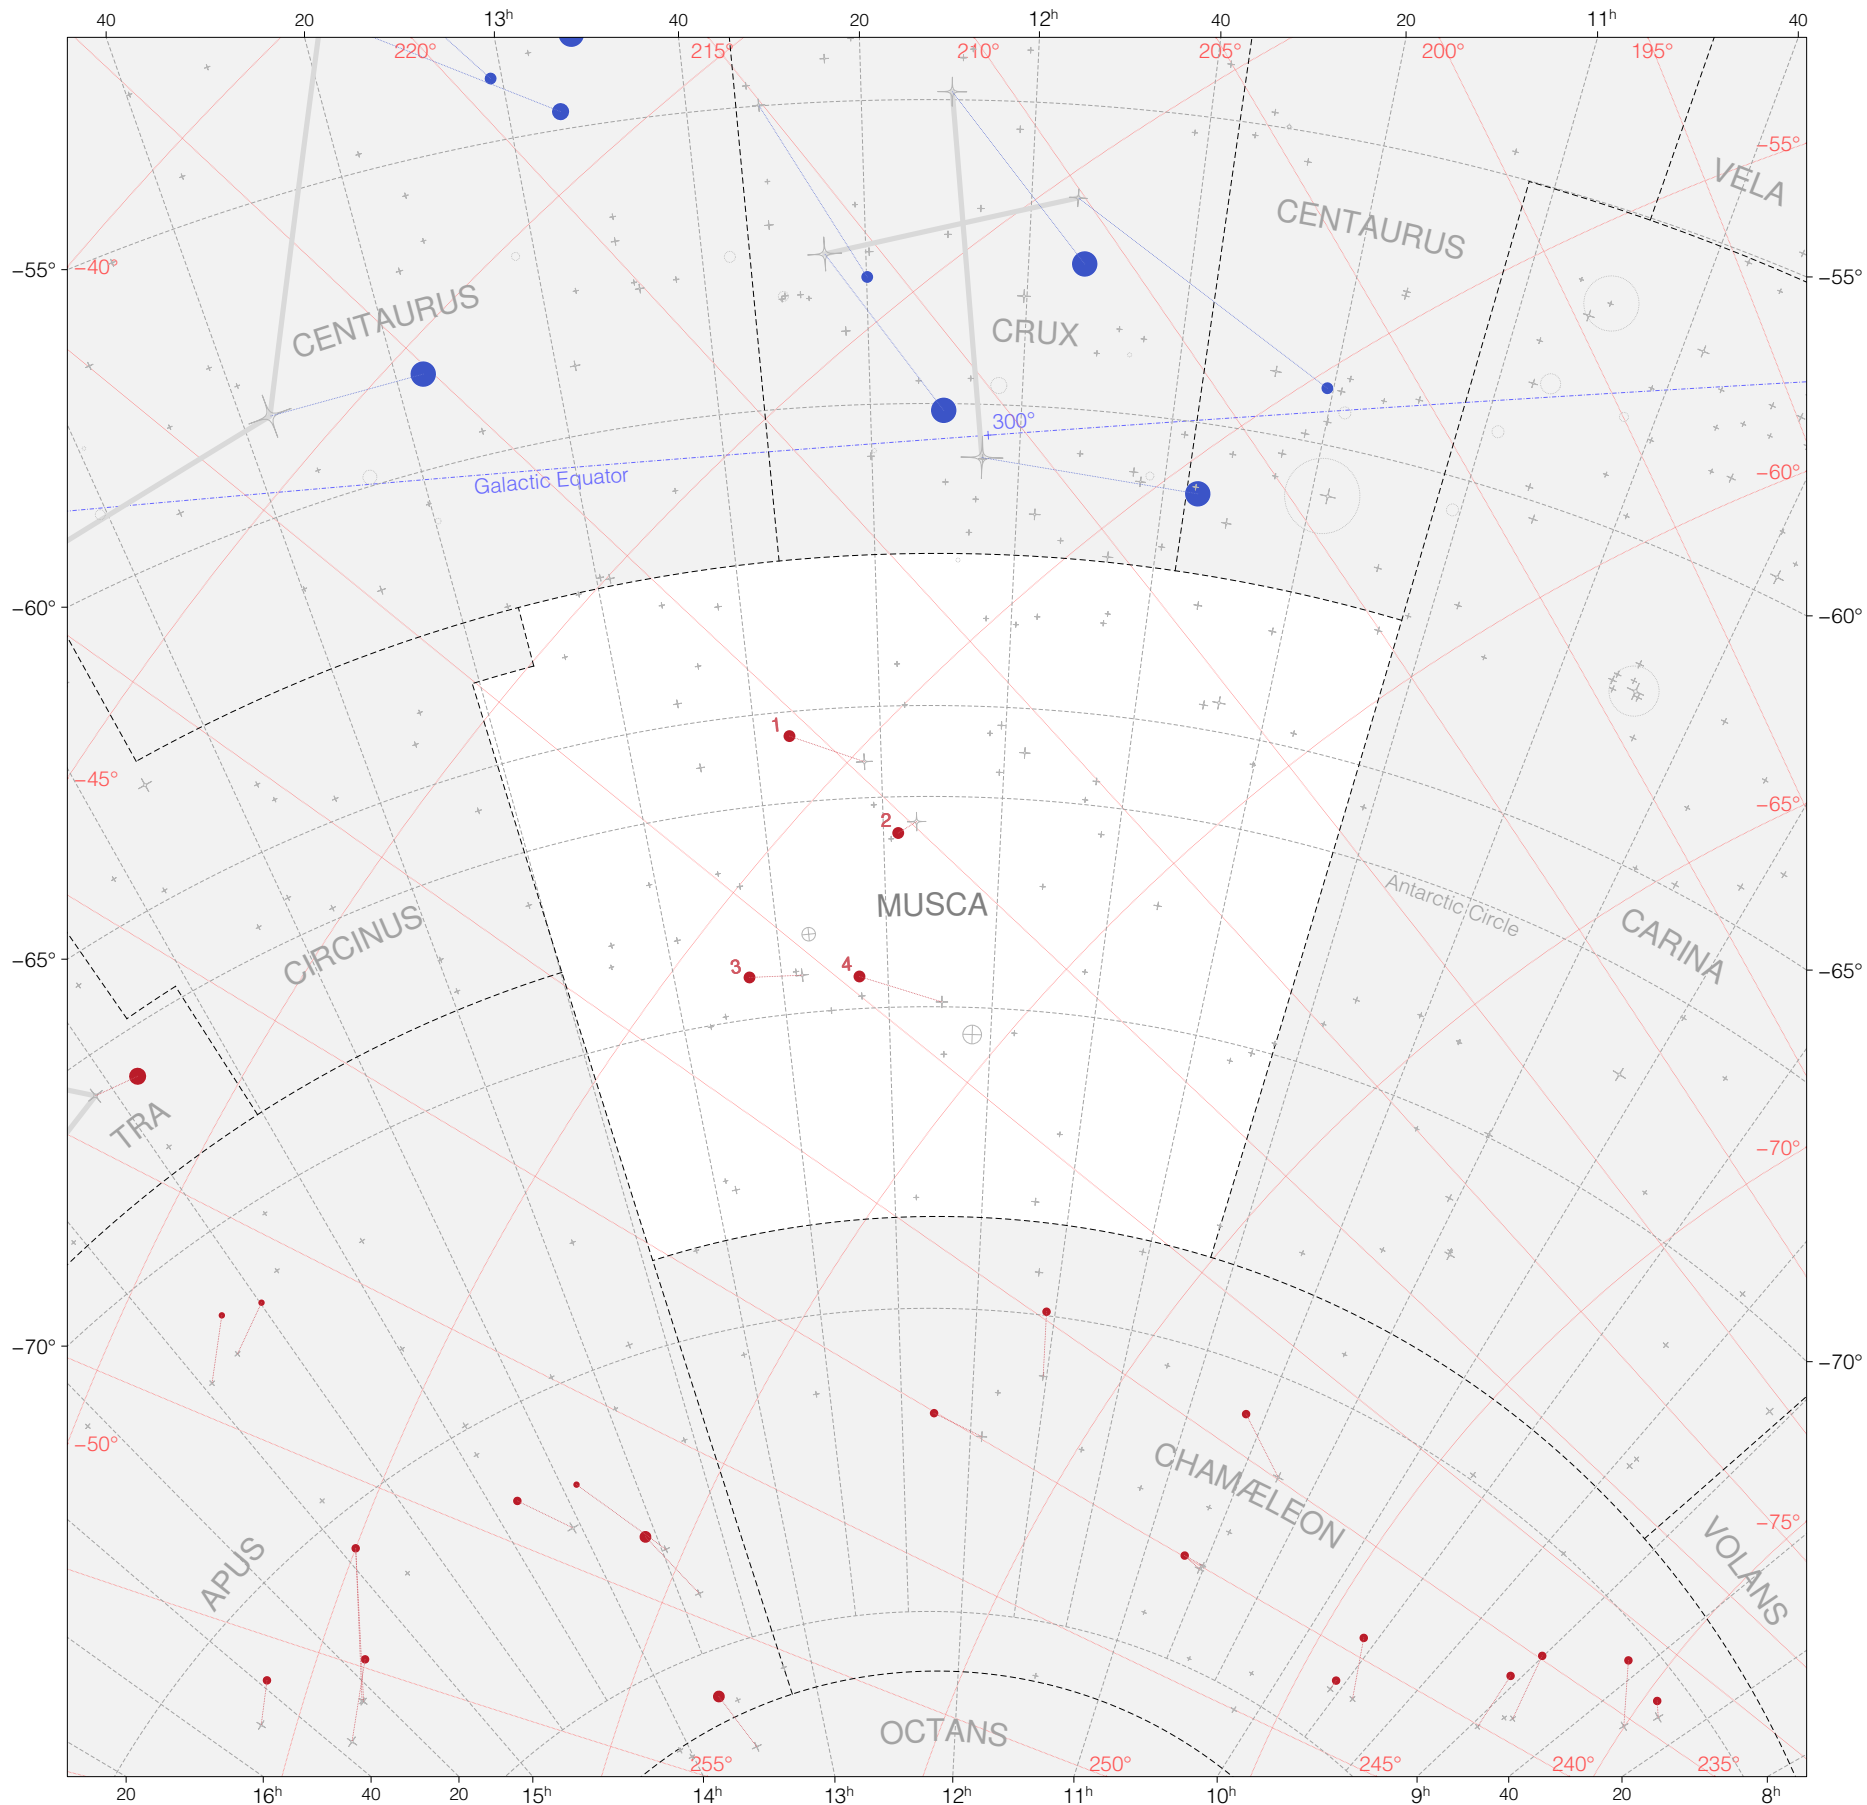 40 20 13h 40 20 12h 40 20 11h 40
220° 215° 210° 205° 200° 195°
−55°
VELA
CENTAURUS
−40°
−55° −55°
CENTAURUS
CRUX
300°
Galactic Equator
−60°
−60° −60°
1
−45°
−65°
2
MUSCA
Antarctic Circle
CIRCINUS
CARINA
−65° 3 4 −65°
TRA
−70°
−70° −70°
−50°
CHAMÆLEON
−75°
APUS
VOLANS
OCTANS
255° 250° 245° 240° 235°
20 16h 40 20 15h 14h 13h 12h 11h 10h 9h 40 20 8h